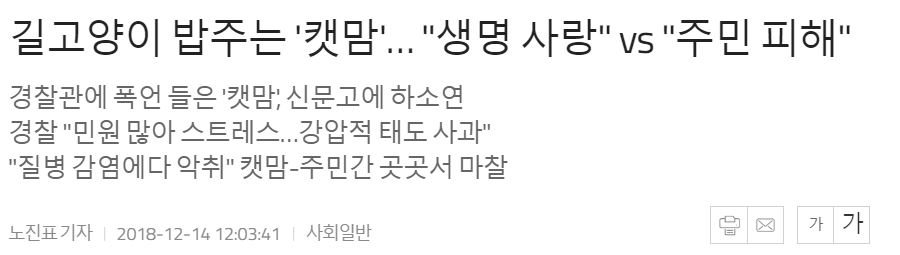 길고양이 밥주는 '캣맘'... "생명 사랑" vs "주민 피해"
경찰관에 폭언 들은 '캣맘', 신문고에 하소연
경찰 "민원 많아 스트레스...강압적 태도 사과"
"질병 감염에다 악취" 캣맘-주민간 곳곳서 마찰
노진표 기자 | 2018-12-14 12:03:41 | 사회일반
가 가